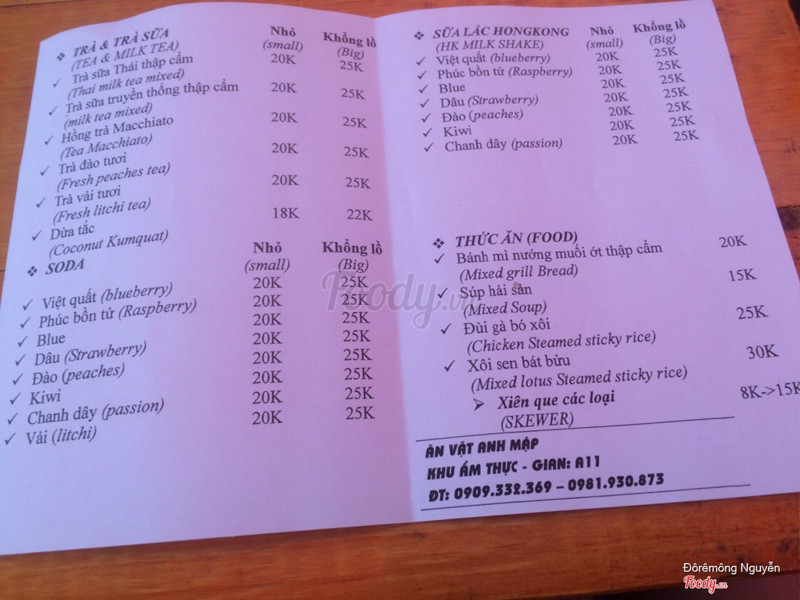 ❖ TRÀ & TRÀ SỮA Nhỏ Khổng lồ
(TEA & MILK TEA) (small) (Big)
✓ Trà sữa Thái thập cẩm 20K 25K
(Thai milk tea mixed)
✓ Trà sữa truyền thống thập cẩm 20K 25K
(milk tea mixed)
✓ Hồng trà Macchiato 20K 25K
(Tea Macchiato)
✓ Trà đào tươi 20K 25K
(Fresh peaches tea)
✓ Trà vải tươi 20K 25K
(Fresh litchi tea)
✓ Dừa tắc 18K 22K
(Coconut Kumquat)
❖ SODA Nhỏ Khổng lồ
(small) (Big)
✓ Việt quất (blueberry) 20K 25K
✓ Phúc bồn tử (Raspberry) 20K 25K
✓ Blue 20K 25K
✓ Dâu (Strawberry) 20K 25K
✓ Đào (peaches) 20K 25K
✓ Kiwi 20K 25K
✓ Chanh dây (passion) 20K 25K
✓ Vải (litchi) 20K 25K
❖ SỮA LẮC HONGKONG Nhỏ Khổng lồ
(HK MILK SHAKE) (small) (Big)
✓ Việt quất (blueberry) 20K 25K
✓ Phúc bồn tử (Raspberry) 20K 25K
✓ Blue 20K 25K
✓ Dâu (Strawberry) 20K 25K
✓ Đào (peaches) 20K 25K
✓ Kiwi 20K 25K
✓ Chanh dây (passion) 20K 25K
❖ THỨC ĂN (FOOD)
✓ Bánh mì nướng muối ớt thập cẩm 20K
(Mixed grill Bread)
✓ Súp hải sản 15K
(Mixed Soup)
✓ Đùi gà bó xôi 25K
(Chicken Steamed sticky rice)
✓ Xôi sen bát bửu 30K
(Mixed lotus Steamed sticky rice)
➢ Xiên que các loại 8K->15K
(SKEWER)
ĂN VẶT ANH MẬP
KHU ẨM THỰC - GIAN: A11
ĐT: 0909.332.369 – 0981.930.873
Foody.vn
Đôrêmông Nguyễn
Foody.vn